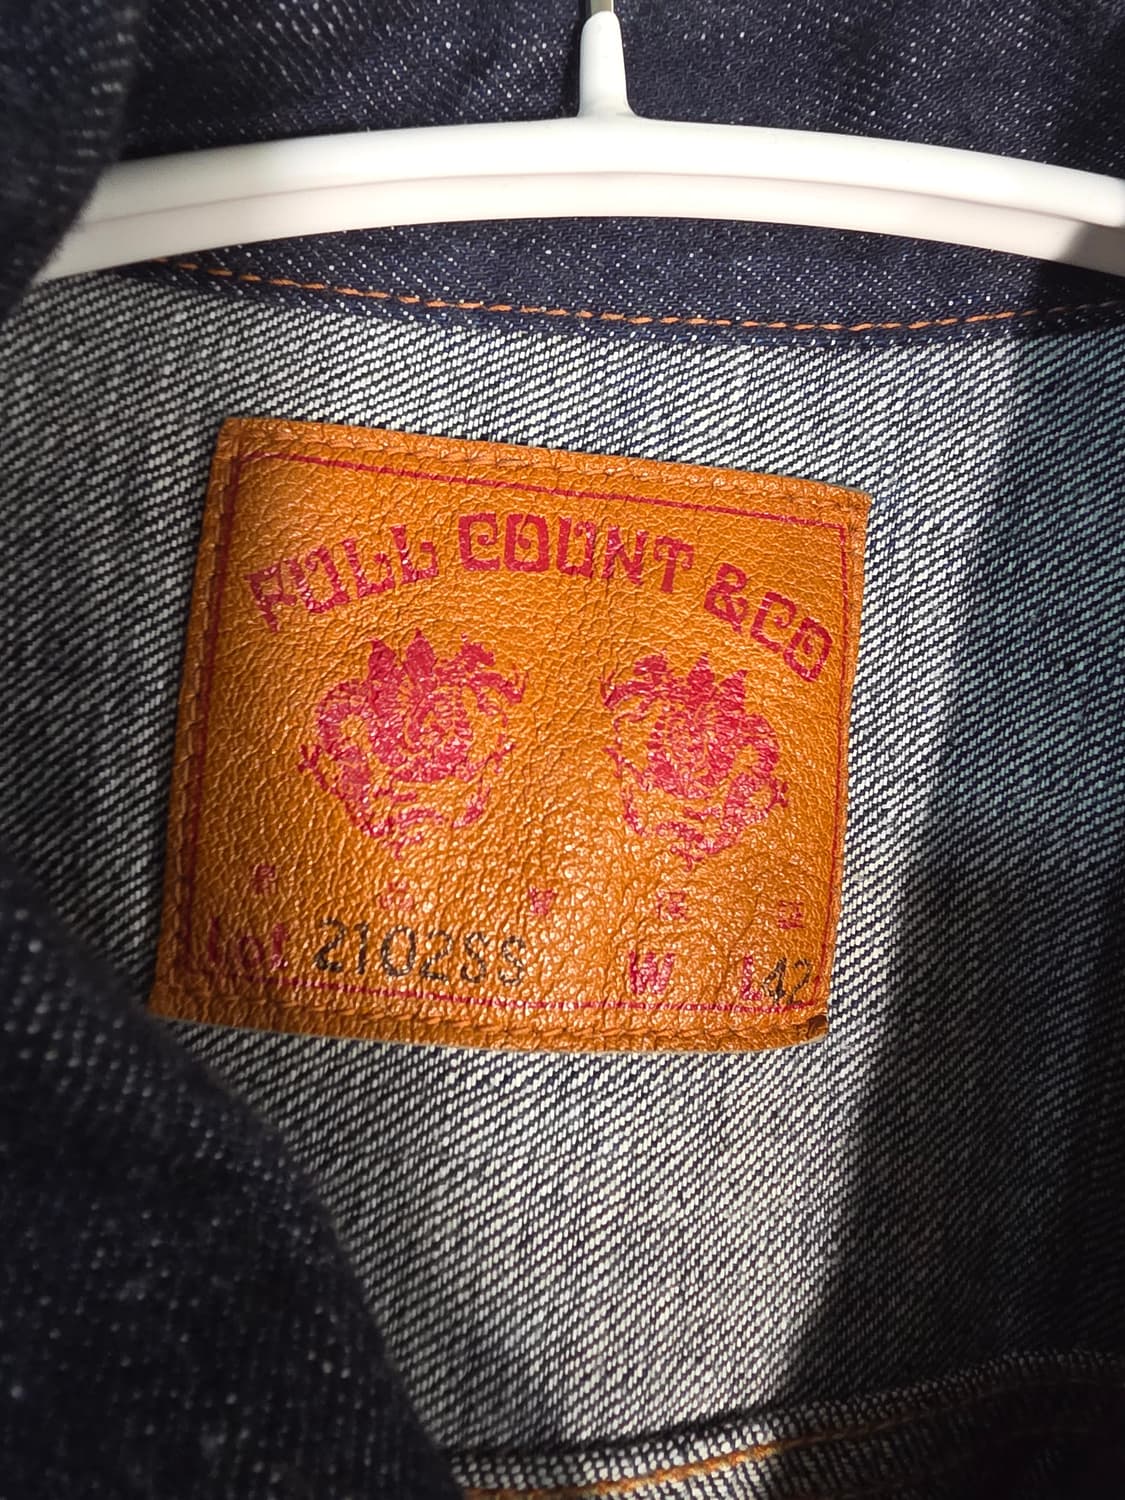 FULL COUNT & CO
P O W E R
Lot 2102SS W L 42